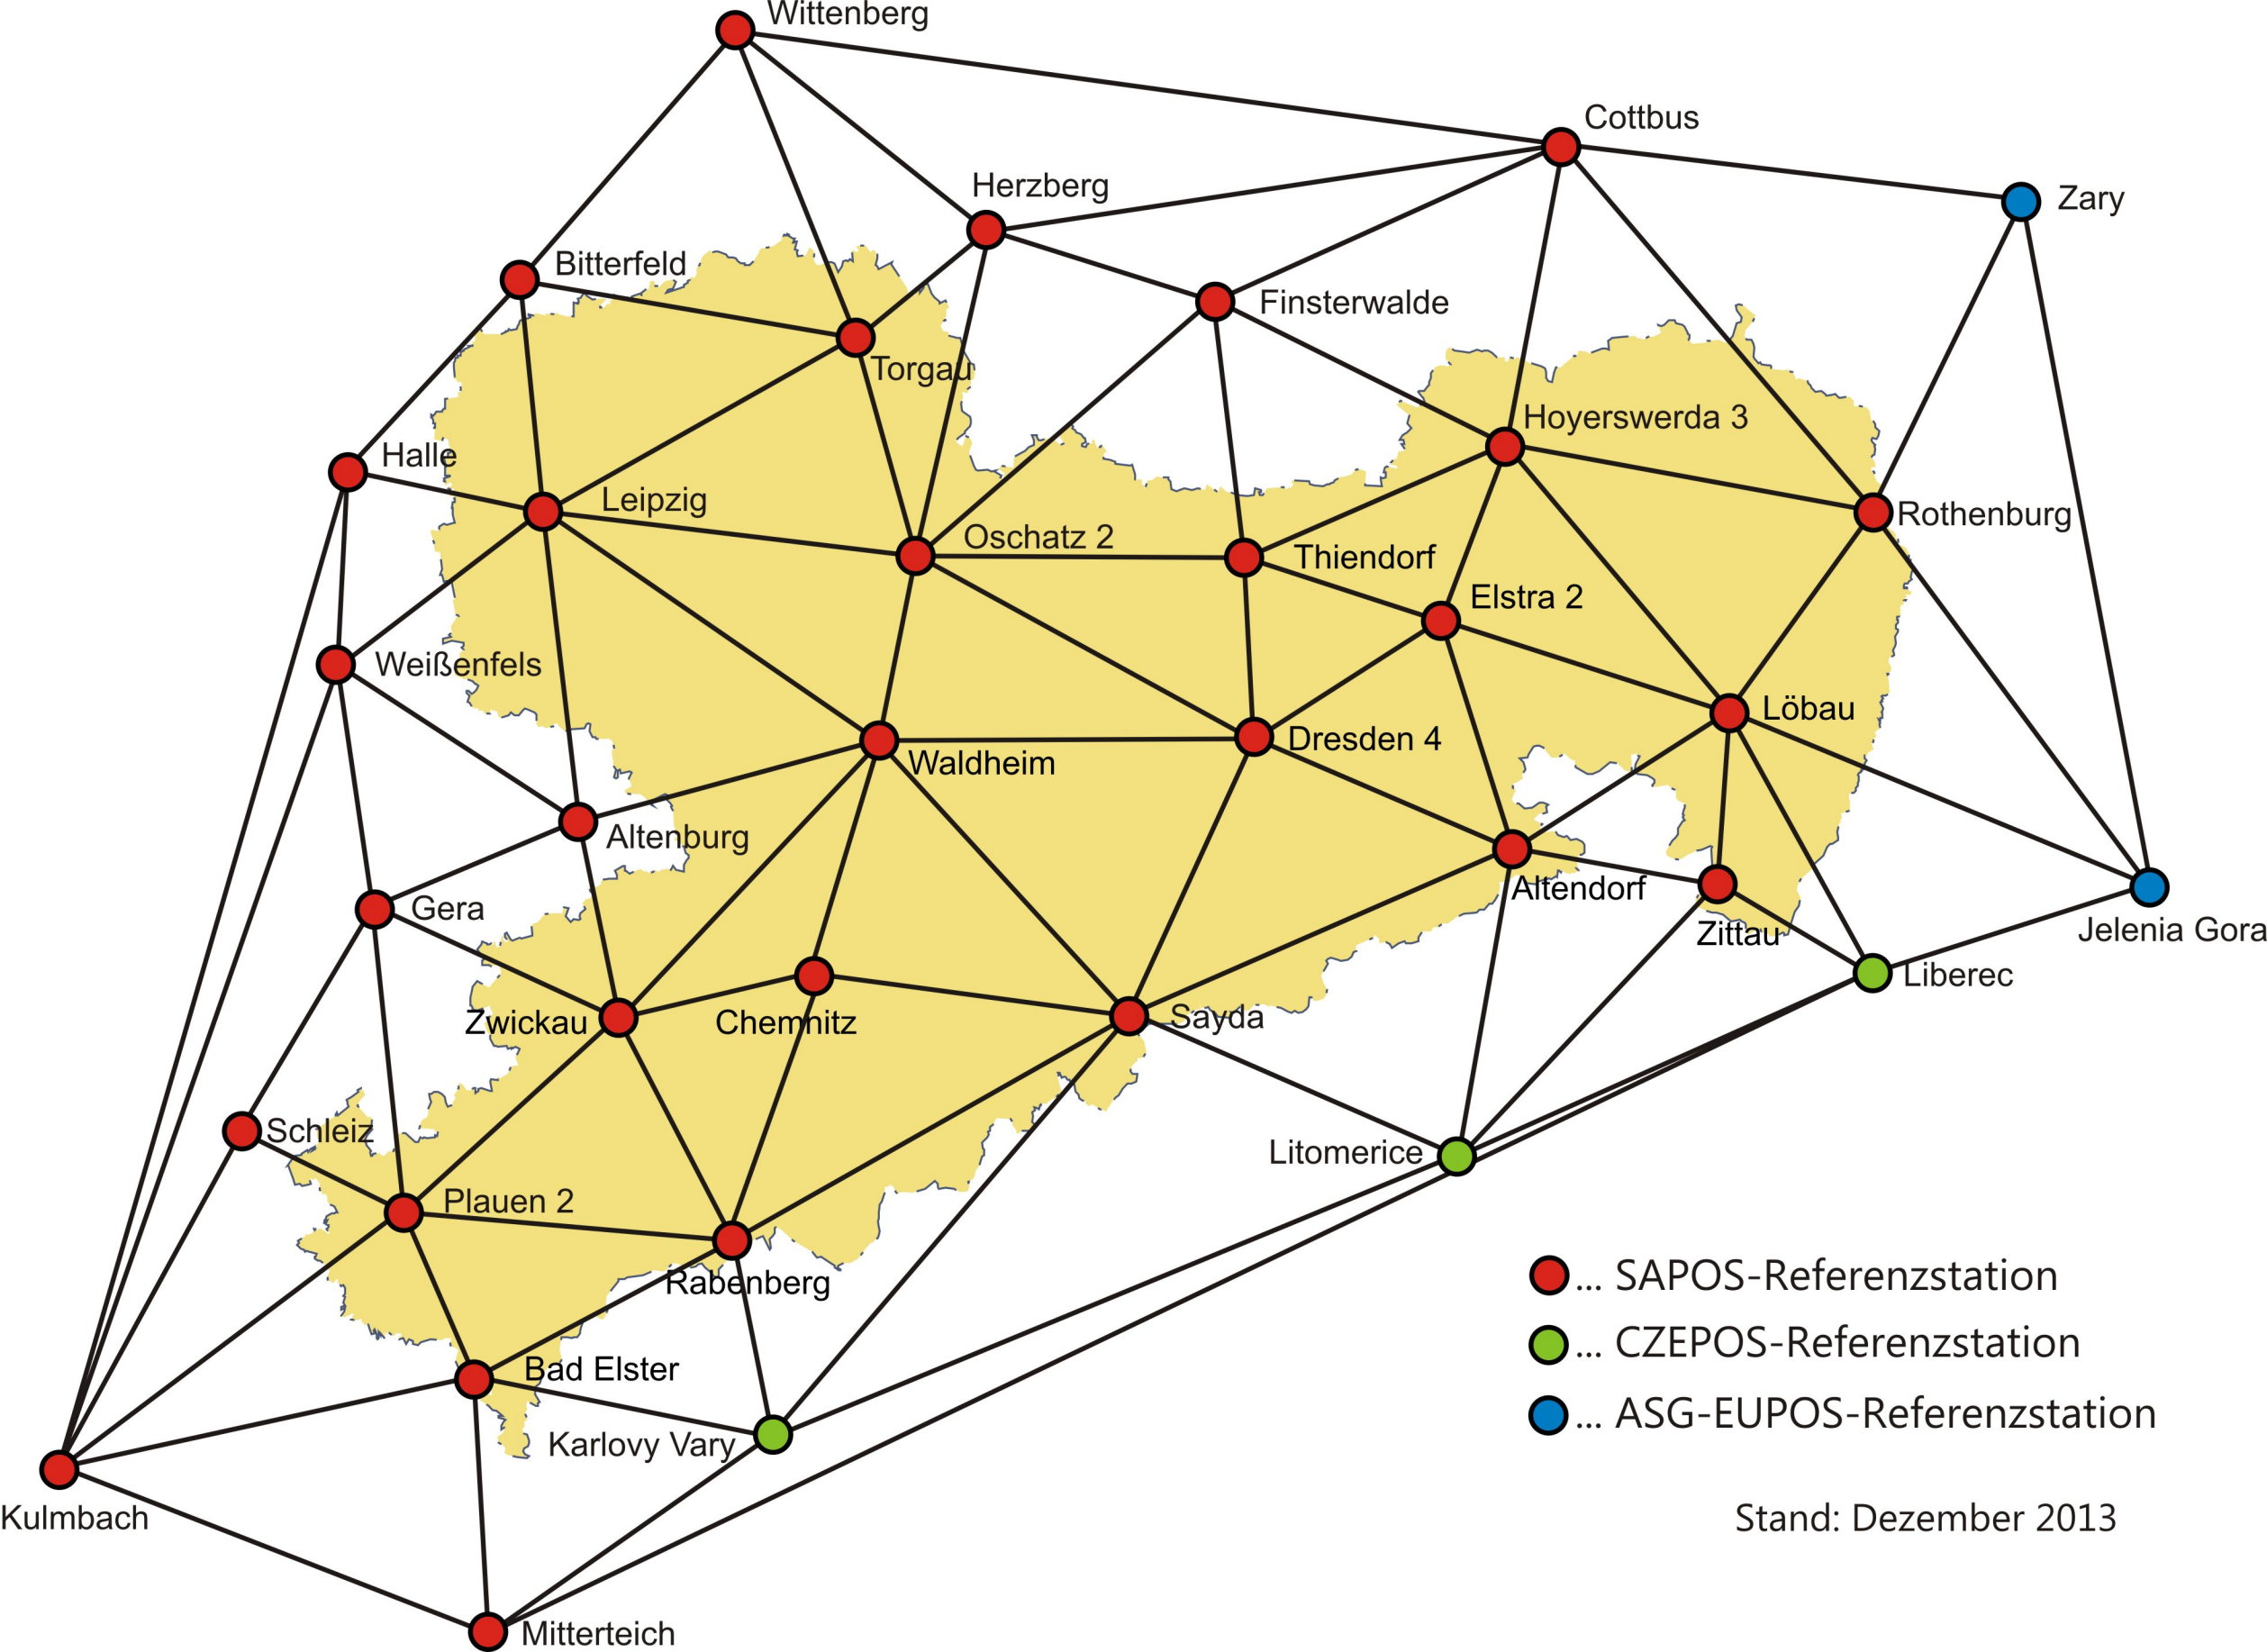 Wittenberg
Cottbus
Herzberg
Zary
Bitterfeld
Finsterwalde
Torgau
Hoyerswerda 3
Halle
Leipzig
Rothenburg
Oschatz 2
Thiendorf
Elstra 2
Weißenfels
Löbau
Dresden 4
Waldheim
Altenburg
Altendorf
Gera
Zittau
Jelenia Gora
Liberec
Zwickau
Chemnitz
Sayda
Schleiz
Litomerice
Plauen 2
Rabenberg
... SAPOS-Referenzstation
... CZEPOS-Referenzstation
Bad Elster
... ASG-EUPOS-Referenzstation
Karlovy Vary
Kulmbach
Stand: Dezember 2013
Mitterteich